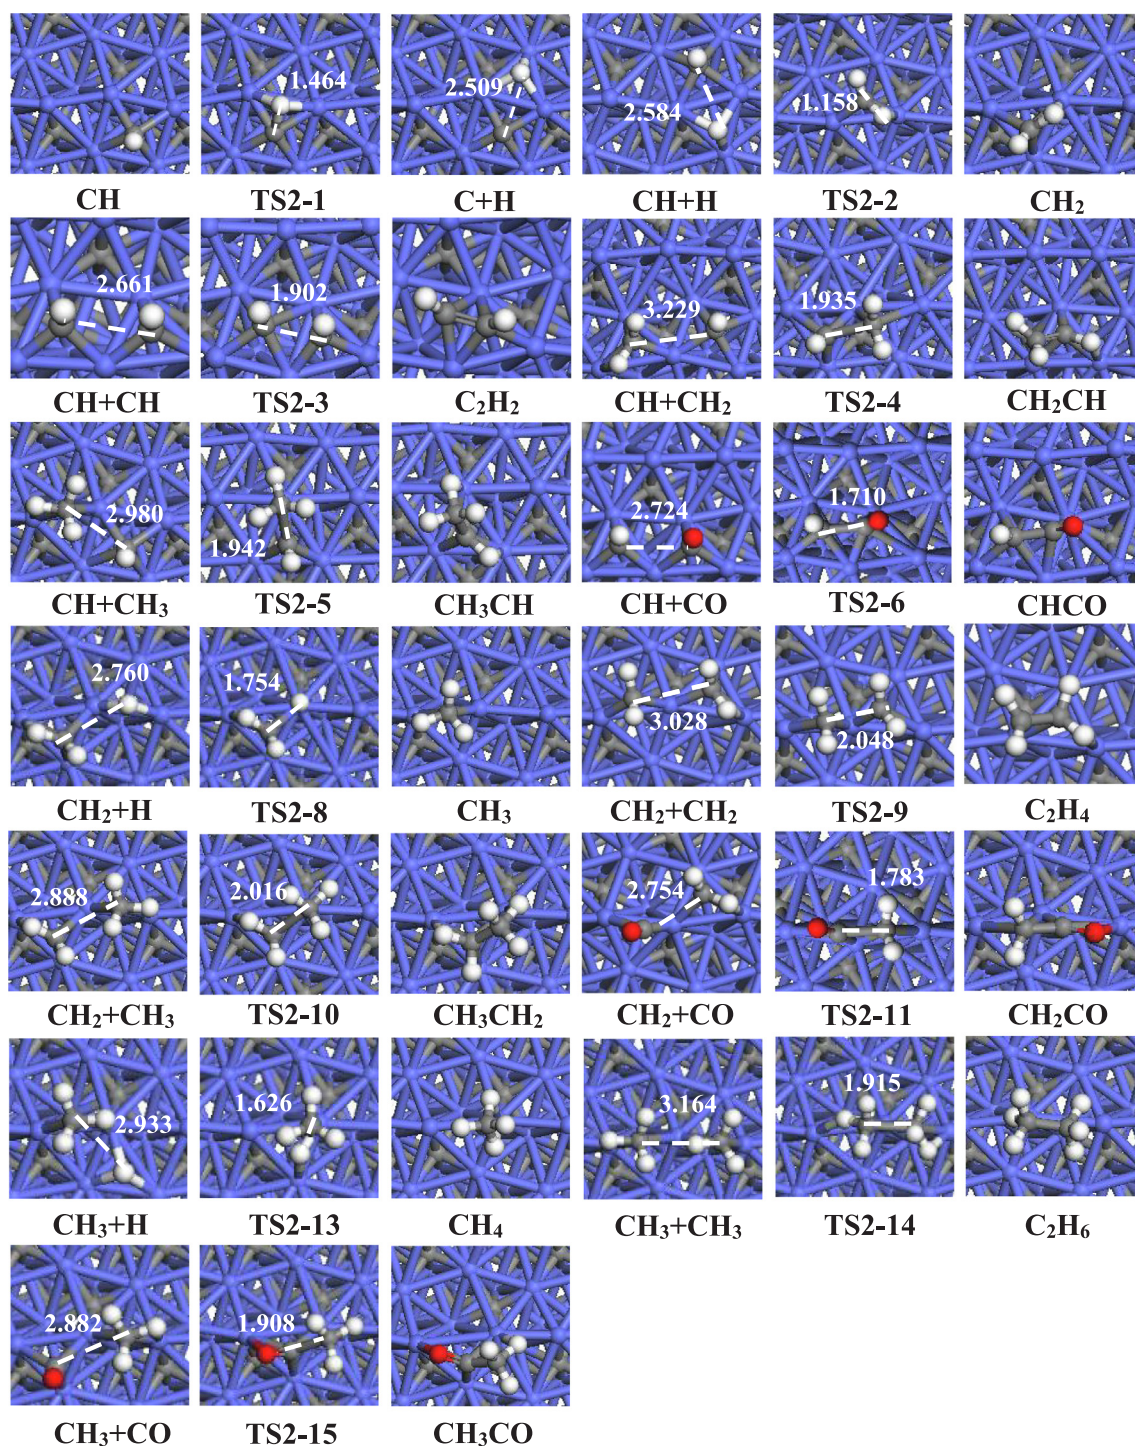 1.464 2.509 2.584 1.158
CH TS2-1 C+H CH+H TS2-2 CH₂
2.661 1.902 3.229 1.935
CH+CH TS2-3 C₂H₂ CH+CH₂ TS2-4 CH₂CH
2.980 1.942 2.724 1.710
CH+CH₃ TS2-5 CH₃CH CH+CO TS2-6 CHCO
2.760 1.754 3.028 2.048
CH₂+H TS2-8 CH₃ CH₂+CH₂ TS2-9 C₂H₄
2.888 2.016 2.754 1.783
CH₂+CH₃ TS2-10 CH₃CH₂ CH₂+CO TS2-11 CH₂CO
2.933 1.626 3.164 1.915
CH₃+H TS2-13 CH₄ CH₃+CH₃ TS2-14 C₂H₆
2.882 1.908
CH₃+CO TS2-15 CH₃CO